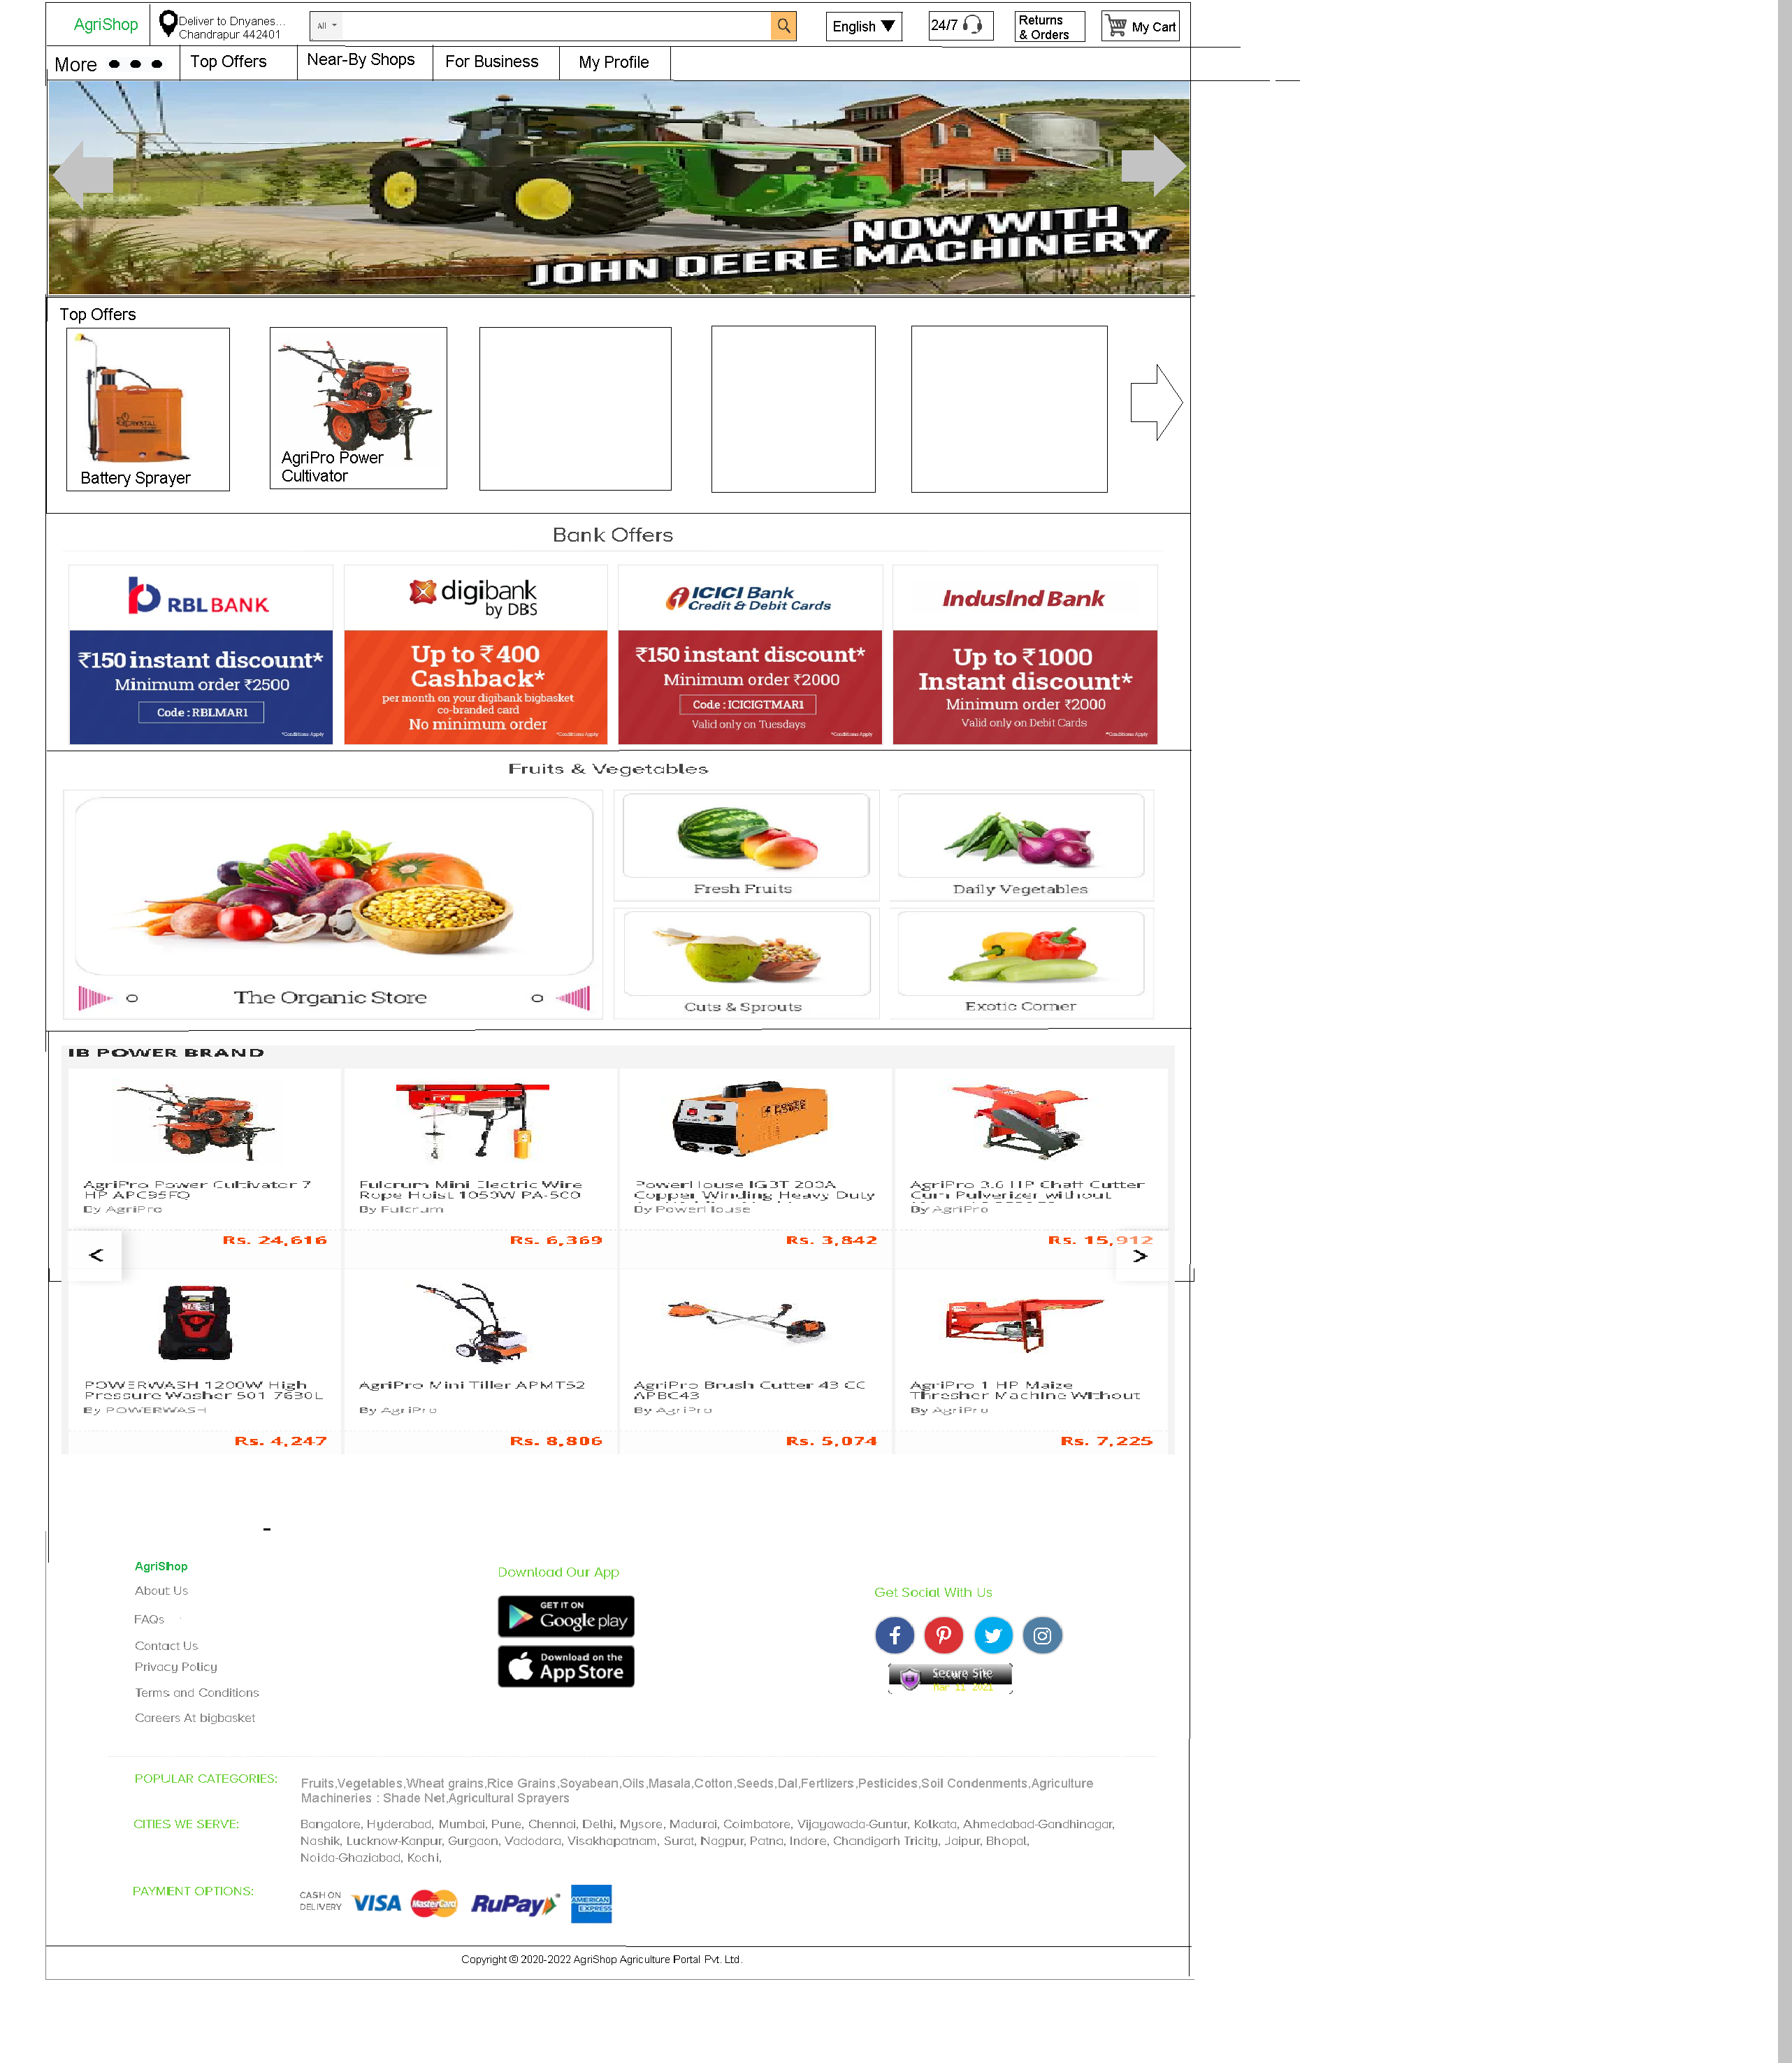 AgriShop
Deliver to Dnyanes...
Chandrapur 442401
All
English
24/7
Returns
& Orders
My Cart
More
Top Offers
Near-By Shops
For Business
My Profile
NOW WITH
JOHN DEERE MACHINERY
Top Offers
Battery Sprayer
AgriPro Power
Cultivator
Bank Offers
RBL BANK
₹150 instant discount*
Minimum order ₹2500
Code : RBLMAR1
*Conditions Apply
digibank
by DBS
Up to ₹400
Cashback*
per month on your digibank bigbasket
co-branded card
No minimum order
*Conditions Apply
ICICI Bank
Credit & Debit Cards
₹150 instant discount*
Minimum order ₹2000
Code : ICICIGTMAR1
Valid only on Tuesdays
*Conditions Apply
IndusInd Bank
Up to ₹1000
Instant discount*
Minimum order ₹2000
Valid only on Debit Cards
*Conditions Apply
Fruits & Vegetables
The Organic Store
Fresh Fruits
Daily Vegetables
Cuts & Sprouts
Exotic Corner
IB POWER BRAND
AgriPro Power Cultivator 7
HP APC95FQ
By AgriPro
Rs. 24,616
Fulcrum Mini Electric Wire
Rope Hoist 1050W PA-500
By Fulcrum
Rs. 6,369
PowerHouse IGBT 200A
Copper Winding Heavy Duty
By PowerHouse
Rs. 3,842
AgriPro 3.6 HP Chaff Cutter
Cum Pulverizer without
By AgriPro
Rs. 15,912
<
>
POWERWASH 1200W High
Pressure Washer 501 7630L
By POWERWASH
Rs. 4,247
AgriPro Mini Tiller APMT52
By AgriPro
Rs. 8,806
AgriPro Brush Cutter 43 CC
APBC43
By AgriPro
Rs. 5,074
AgriPro 1 HP Maize
Thresher Machine Without
By AgriPro
Rs. 7,225
-
AgriShop
About Us
FAQs
Contact Us
Privacy Policy
Terms and Conditions
Careers At bigbasket
Download Our App
GET IT ON
Google play
Download on the
App Store
Get Social With Us
Secure Site
Mar 11 2021
POPULAR CATEGORIES:
Fruits,Vegetables,Wheat grains,Rice Grains,Soyabean,Oils,Masala,Cotton,Seeds,Dal,Fertlizers,Pesticides,Soil Condenments,Agriculture
Machineries : Shade Net,Agricultural Sprayers
CITIES WE SERVE:
Bangalore, Hyderabad, Mumbai, Pune, Chennai, Delhi, Mysore, Madurai, Coimbatore, Vijayawada-Guntur, Kolkata, Ahmedabad-Gandhinagar,
Nashik, Lucknow-Kanpur, Gurgaon, Vadodara, Visakhapatnam, Surat, Nagpur, Patna, Indore, Chandigarh Tricity, Jaipur, Bhopal,
Noida-Ghaziabad, Kochi,
PAYMENT OPTIONS:
CASH ON
DELIVERY
VISA
MasterCard
RuPay
AMERICAN
EXPRESS
Copyright © 2020-2022 AgriShop Agriculture Portal Pvt. Ltd.